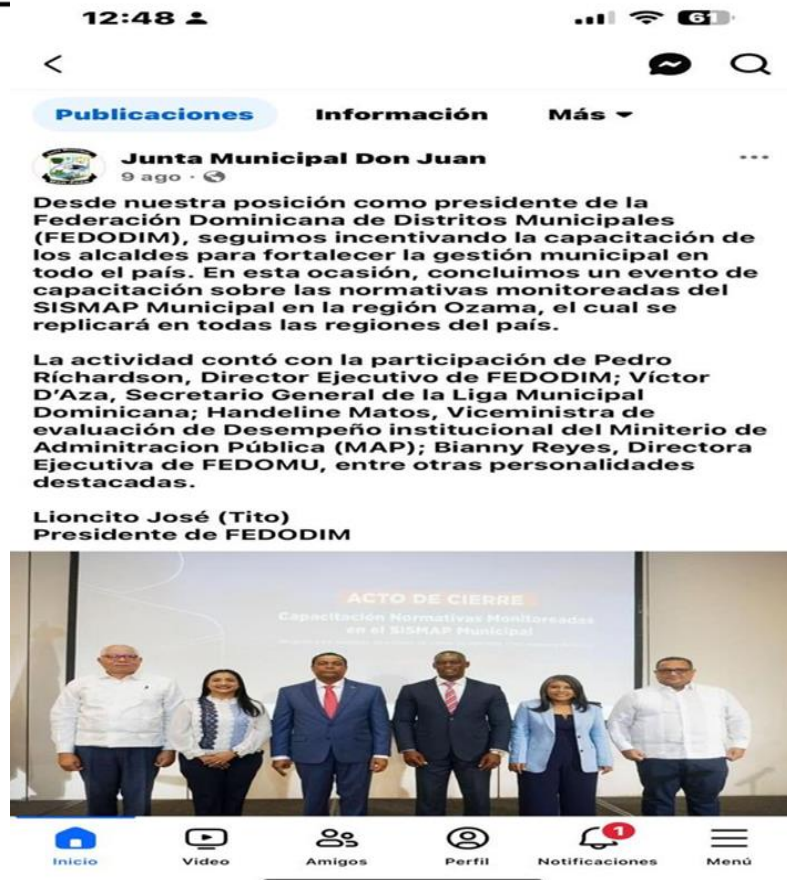 12:48
61
Publicaciones
Información
Más
Junta Municipal Don Juan
9 ago
Desde nuestra posición como presidente de la
Federación Dominicana de Distritos Municipales
(FEDODIM), seguimos incentivando la capacitación de
los alcaldes para fortalecer la gestión municipal en
todo el país. En esta ocasión, concluimos un evento de
capacitación sobre las normativas monitoreadas del
SISMAP Municipal en la región Ozama, el cual se
replicará en todas las regiones del país.
La actividad contó con la participación de Pedro
Ríchardson, Director Ejecutivo de FEDODIM; Víctor
D’Aza, Secretario General de la Liga Municipal
Dominicana; Handeline Matos, Viceministra de
evaluación de Desempeño institucional del Miniterio de
Adminitracion Pública (MAP); Bianny Reyes, Directora
Ejecutiva de FEDOMU, entre otras personalidades
destacadas.
Lioncito José (Tito)
Presidente de FEDODIM
ACTO DE CIERRE
Capacitación Normativas Monitoreadas
en el SISMAP Municipal
1
Inicio
Video
Amigos
Perfil
Notificaciones
Menú